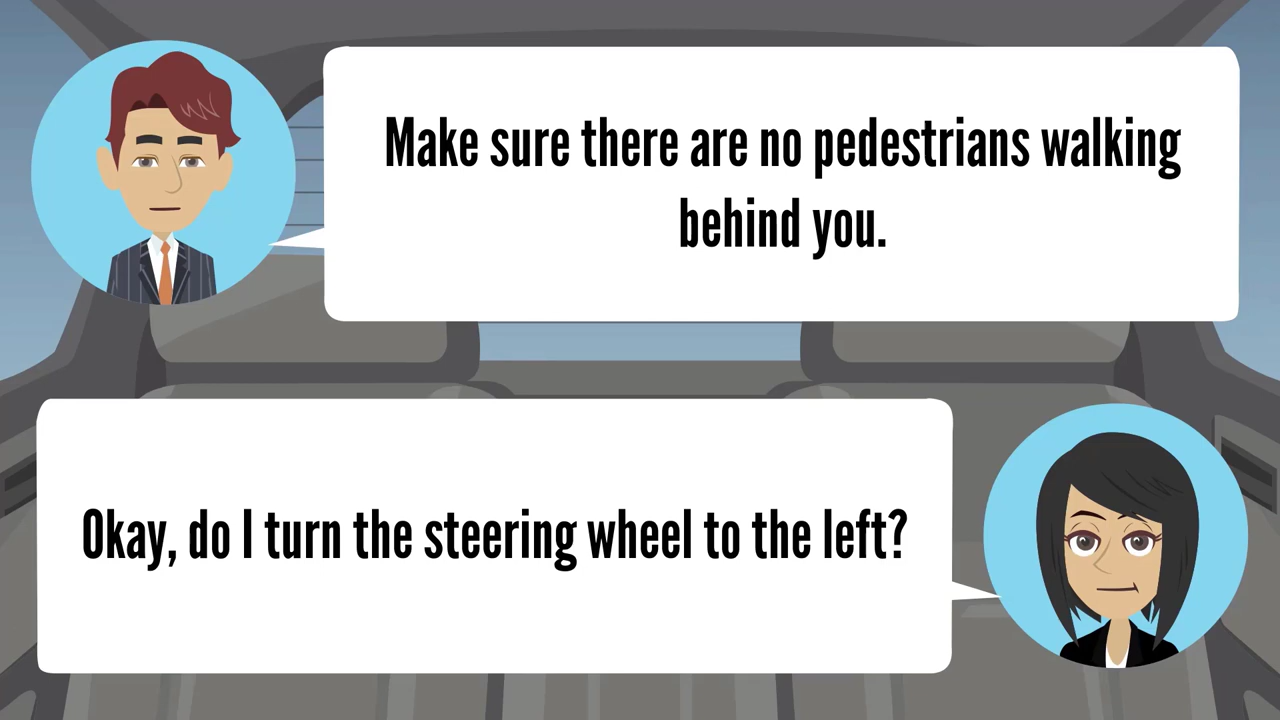 Make sure there are no pedestrians walking
behind you.
Okay, do I turn the steering wheel to the left?